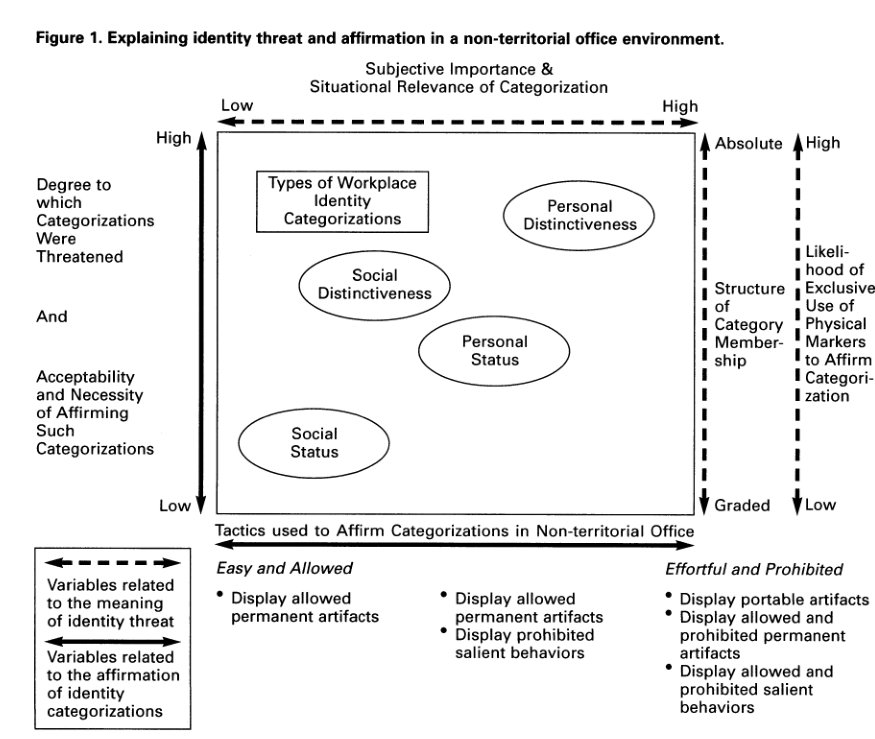 Figure 1. Explaining identity threat and affirmation in a non-territorial office environment.
Subjective Importance &
Situational Relevance of Categorization
Low
High
High
Degree to
which
Categorizations
Were
Threatened
And
Acceptability
and Necessity
of Affirming
Such
Categorizations
Low
Types of Workplace
Identity
Categorizations
Personal
Distinctiveness
Social
Distinctiveness
Personal
Status
Social
Status
Absolute
Structure
of
Category
Member-
ship
Graded
High
Likeli-
hood of
Exclusive
Use of
Physical
Markers
to Affirm
Categori-
zation
Low
Tactics used to Affirm Categorizations in Non-territorial Office
Easy and Allowed
• Display allowed
permanent artifacts
• Display allowed
permanent artifacts
• Display prohibited
salient behaviors
Effortful and Prohibited
• Display portable artifacts
• Display allowed and
prohibited permanent
artifacts
• Display allowed and
prohibited salient
behaviors
Variables related
to the meaning
of identity threat
Variables related
to the affirmation
of identity
categorizations